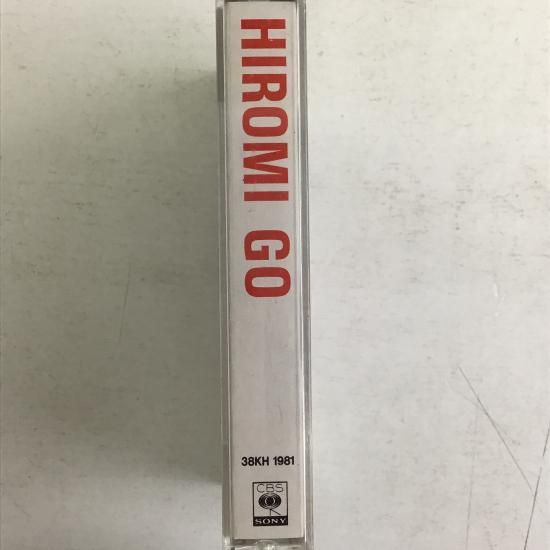 HIROMI GO
38KH 1981
CBS
SONY